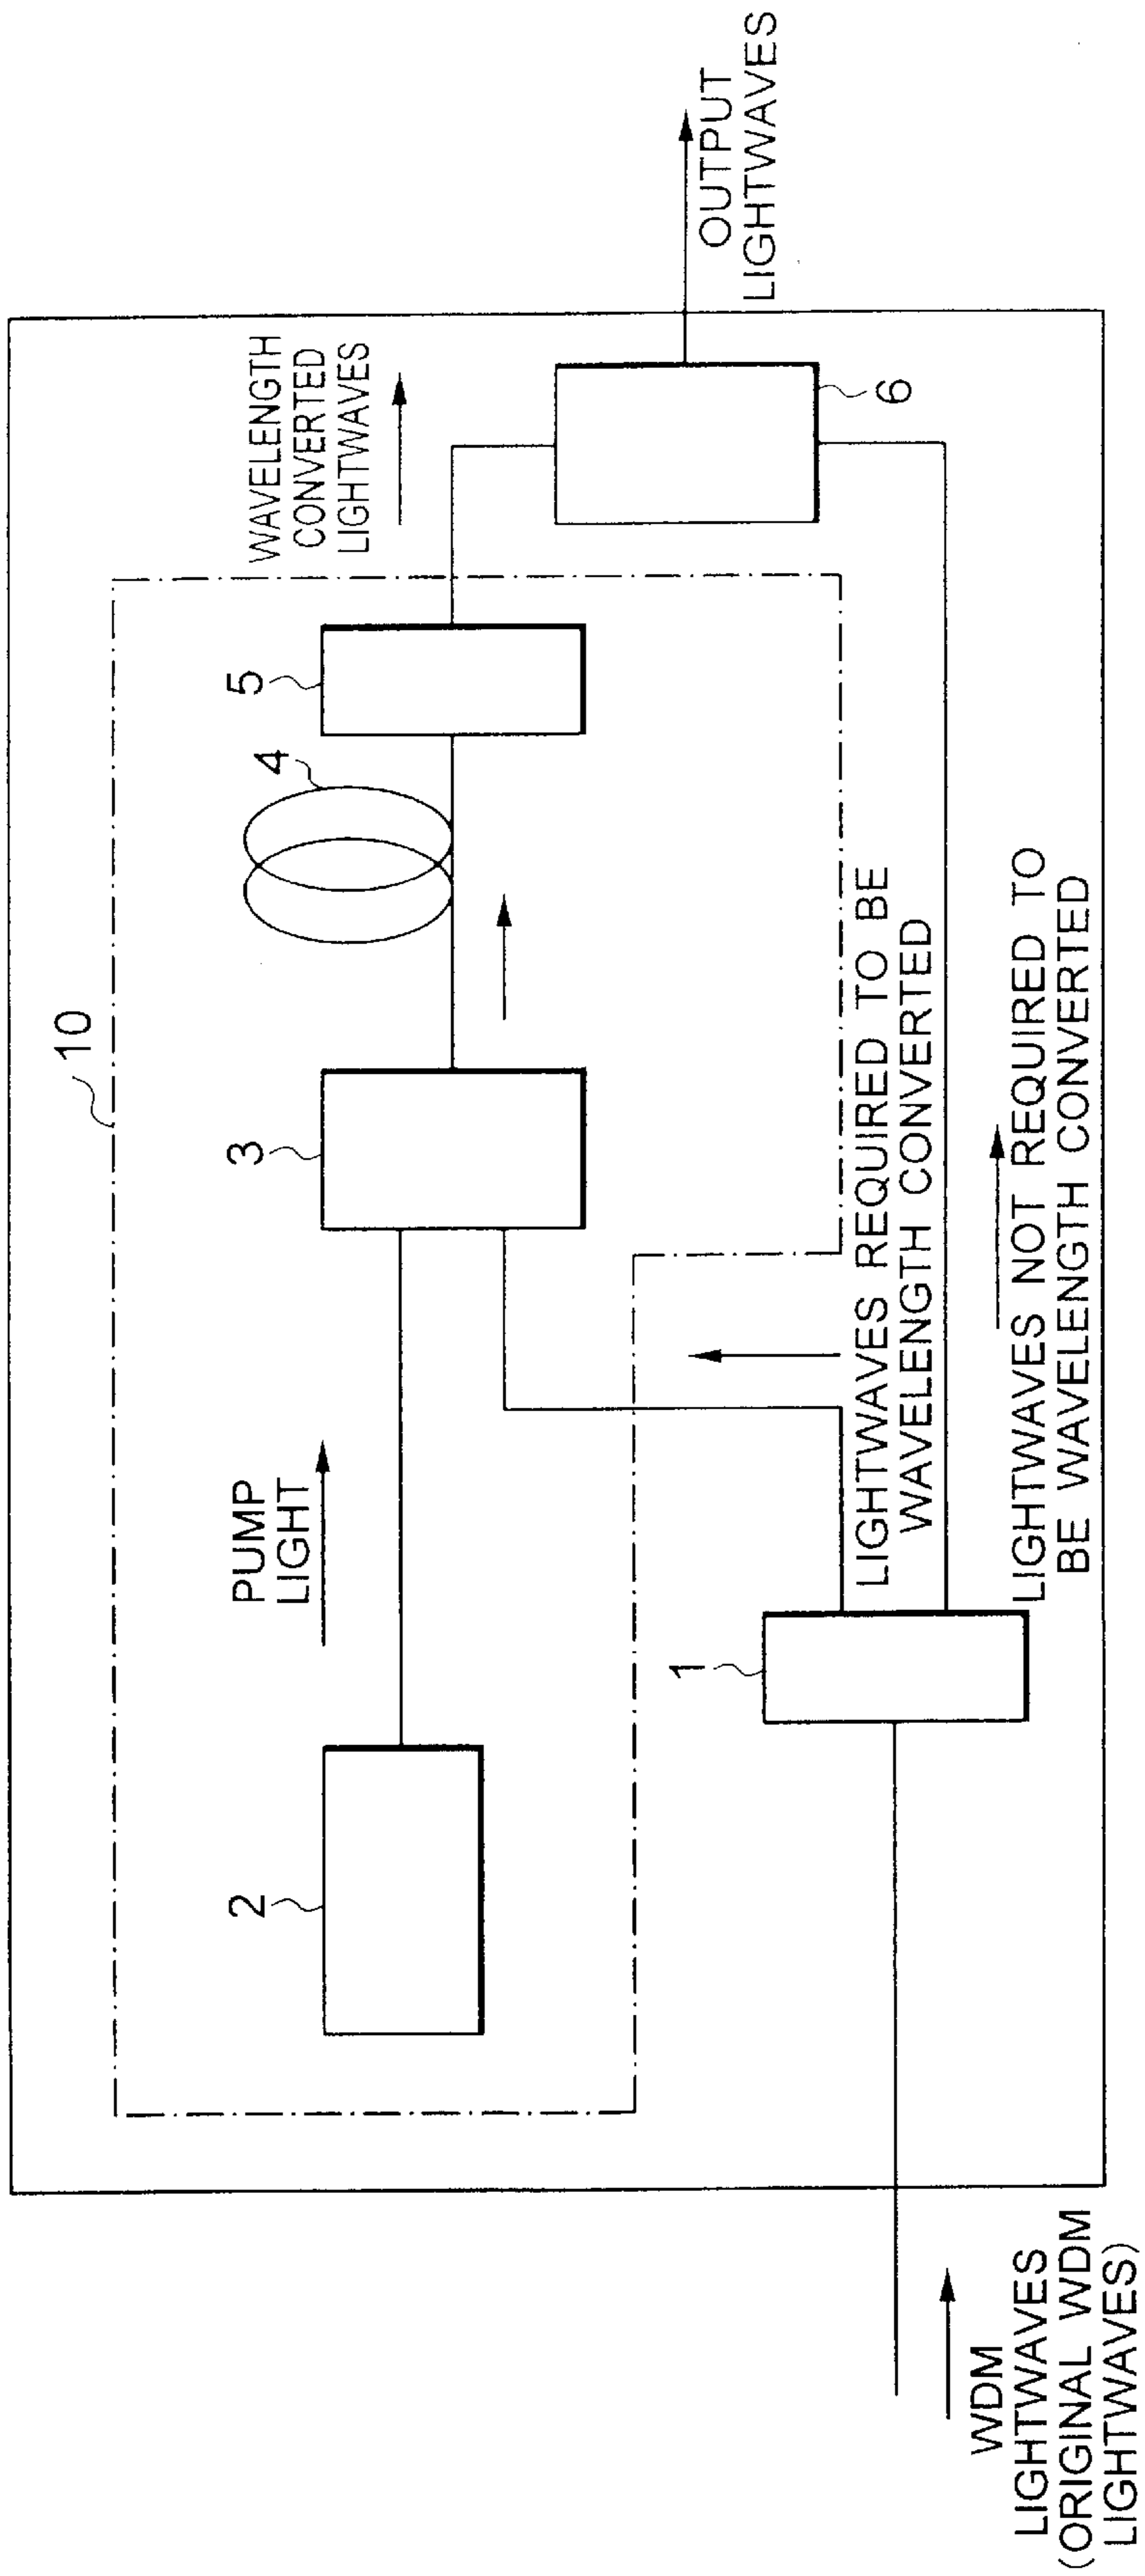 10
PUMP
LIGHT
2
3
4
5
WAVELENGTH
CONVERTED
LIGHTWAVES
1
6
OUTPUT
LIGHTWAVES
LIGHTWAVES REQUIRED TO BE
WAVELENGTH CONVERTED
LIGHTWAVES NOT REQUIRED TO
BE WAVELENGTH CONVERTED
WDM
LIGHTWAVES
(ORIGINAL WDM
LIGHTWAVES)